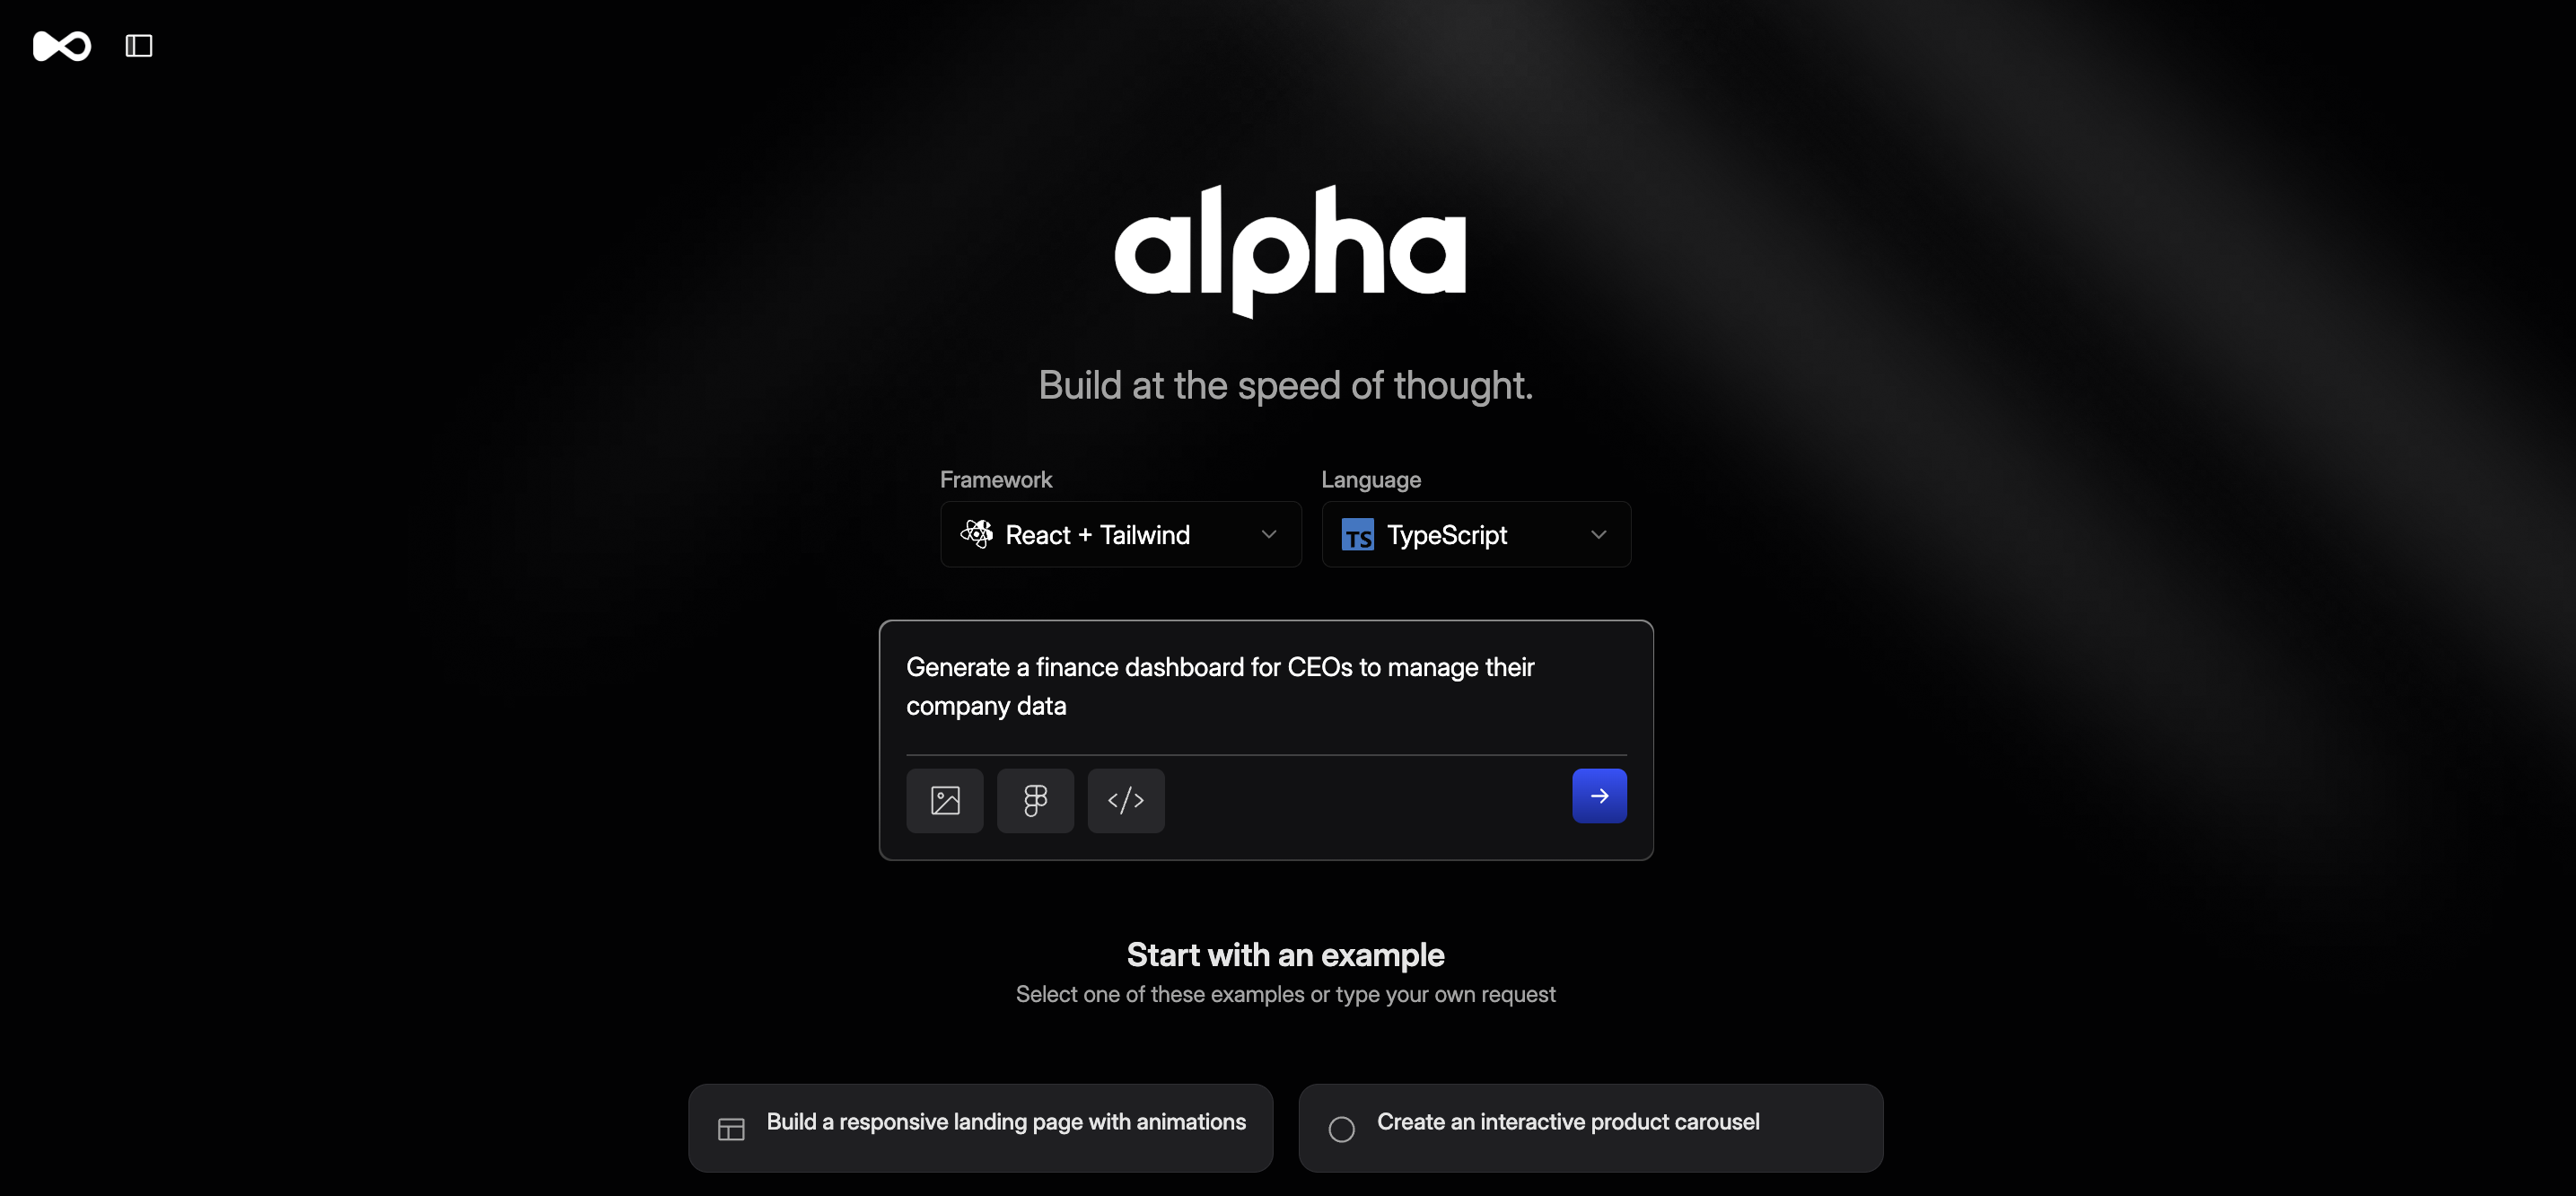 alpha
Build at the speed of thought.
Framework
Language
React + Tailwind
TS TypeScript
Generate a finance dashboard for CEOs to manage their
company data
</>
Start with an example
Select one of these examples or type your own request
Build a responsive landing page with animations
Create an interactive product carousel